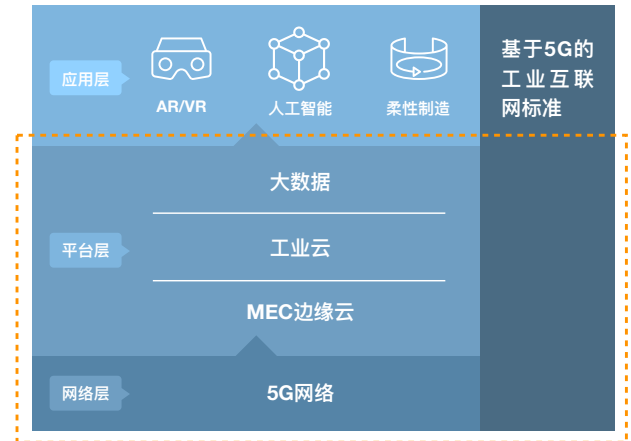 应用层
AR/VR
人工智能
柔性制造
基于5G的
工业互联
网标准
平台层
大数据
工业云
MEC边缘云
网络层
5G网络